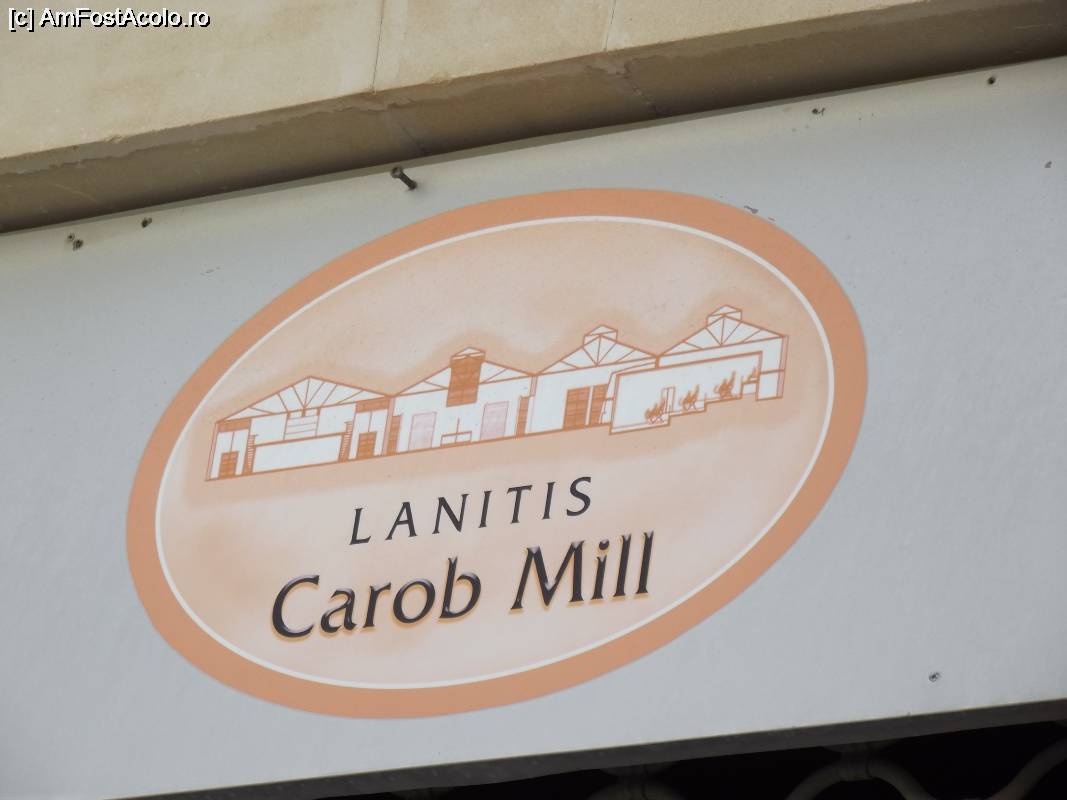 [c] AmFostAcolo.ro
LANITIS
Carob Mill